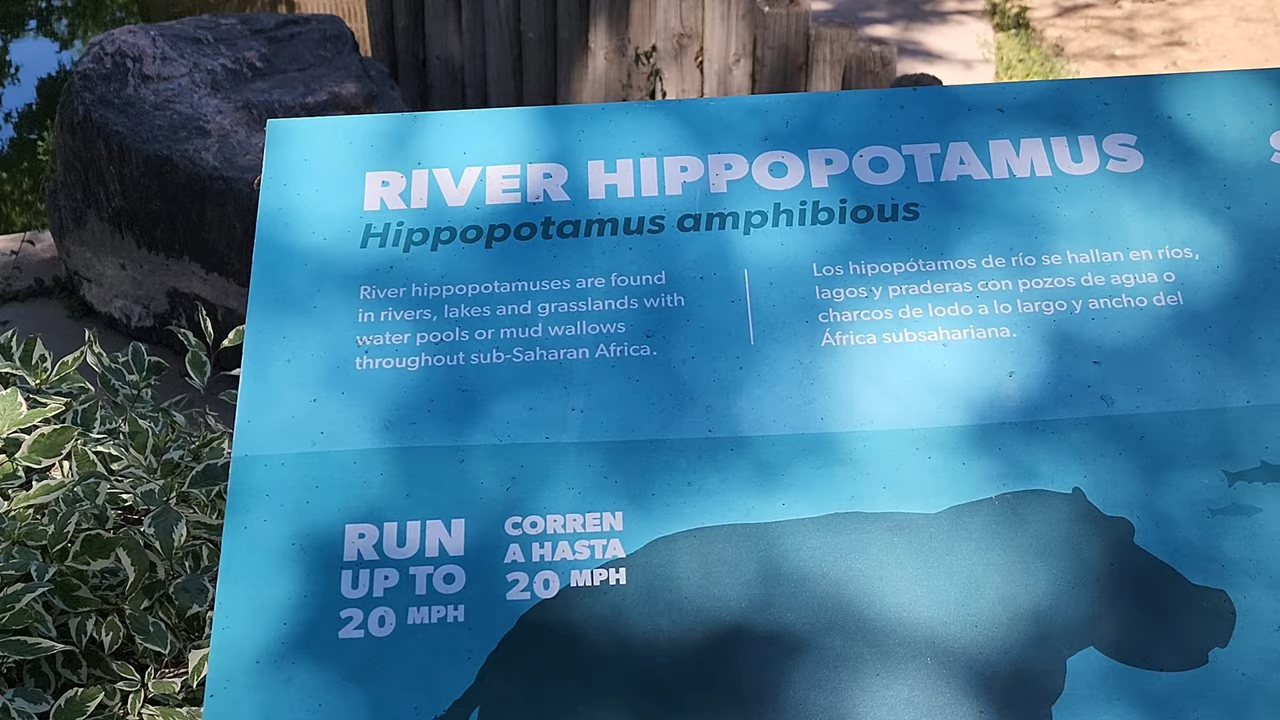 RIVER HIPPOPOTAMUS
Hippopotamus amphibious
River hippopotamuses are found
in rivers, lakes and grasslands with
water pools or mud wallows
throughout sub-Saharan Africa.
Los hipopótamos de río se hallan en ríos,
lagos y praderas con pozos de agua o
charcos de lodo a lo largo y ancho del
África subsahariana.
RUN
UP TO
20 MPH
CORREN
A HASTA
20 MPH